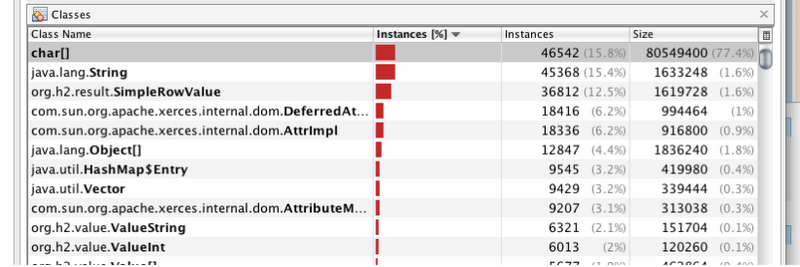 Classes
Class Name Instances [%] Instances Size
char[] 46542 (15.8%) 80549400 (77.4%)
java.lang.String 45368 (15.4%) 1633248 (1.6%)
org.h2.result.SimpleRowValue 36812 (12.5%) 1619728 (1.6%)
com.sun.org.apache.xerces.internal.dom.DeferredAt... 18416 (6.2%) 994464 (1%)
com.sun.org.apache.xerces.internal.dom.AttrImpl 18336 (6.2%) 916800 (0.9%)
java.lang.Object[] 12847 (4.4%) 1836240 (1.8%)
java.util.HashMap$Entry 9545 (3.2%) 419980 (0.4%)
java.util.Vector 9429 (3.2%) 339444 (0.3%)
com.sun.org.apache.xerces.internal.dom.AttributeM... 9207 (3.1%) 313038 (0.3%)
org.h2.value.ValueString 6321 (2.1%) 151704 (0.1%)
org.h2.value.ValueInt 6013 (2%) 120260 (0.1%)